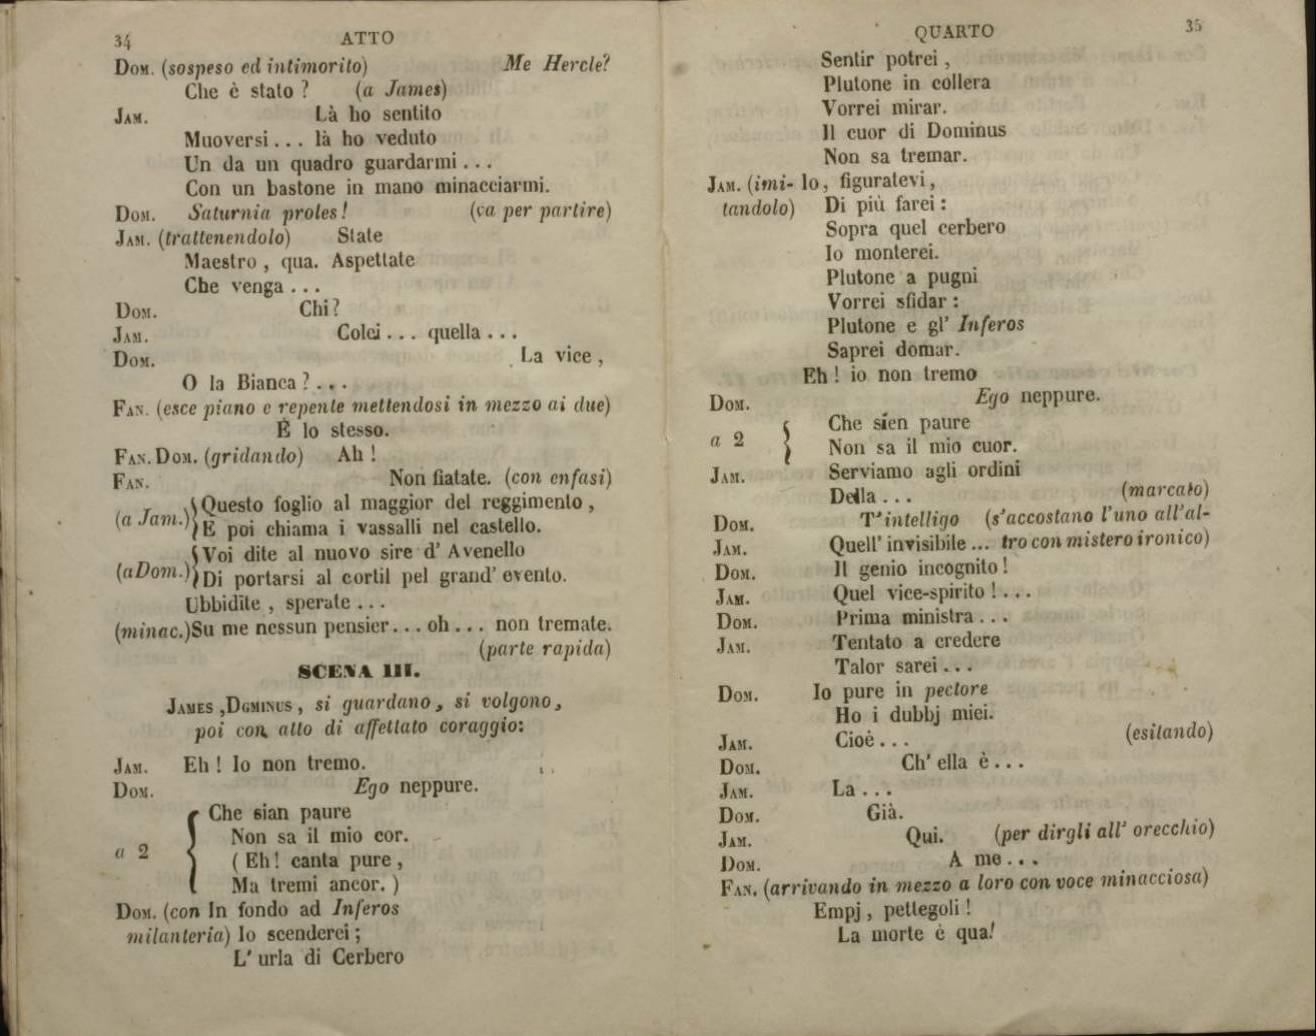 34 ATTO
Dom. (sospeso ed intimorito) Me Hercle?
Che è stato ? (a James)
Jam. Là ho sentito
Muoversi... là ho veduto
Un da un quadro guardarmi...
Con un bastone in mano minacciarmi.
Dom. Saturnia proles! (va per partire)
Jam. (trattenendolo) State
Maestro, qua. Aspettate
Che venga...
Dom. Chi?
Jam. Colei... quella...
Dom. La vice,
O la Bianca?...
Fan. (esce piano e repente mettendosi in mezzo ai due)
È lo stesso.
Fan. Dom. (gridando) Ah!
Fan. Non fiatate. (con enfasi)
(a Jam.) { Questo foglio al maggior del reggimento,
E poi chiama i vassalli nel castello.
(a Dom.) { Voi dite al nuovo sire d' Avenello
Di portarsi al cortil pel grand' evento.
Ubbidite, sperate...
(minac.) Su me nessun pensier... oh... non tremate.
(parte rapida)
SCENA III.
James, Dominus, si guardano, si volgono,
poi con atto di affettato coraggio:
Jam. Eh! Io non tremo.
Dom. Ego neppure.
a 2 { Che sian paure
Non sa il mio cor.
(Eh! canta pure,
Ma tremi ancor.)
Dom. (con In fondo ad Inferos
milanteria) Io scenderei;
L' urla di Cerbero
QUARTO 35
Sentir potrei,
Plutone in collera
Vorrei mirar.
Il cuor di Dominus
Non sa tremar.
Jam. (imi- Io, figuratevi,
tandolo) Di più farei:
Sopra quel cerbero
Io monterei.
Plutone a pugni
Vorrei sfidar:
Plutone e gl' Inferos
Saprei domar.
Eh! io non tremo
Dom. Ego neppure.
a 2 { Che sien paure
Non sa il mio cuor.
Jam. Serviamo agli ordini
Della... (marcato)
Dom. T' intelligo (s'accostano l'uno all'al-
Jam. Quell' invisibile... tro con mistero ironico)
Dom. Il genio incognito!
Jam. Quel vice-spirito!...
Dom. Prima ministra...
Jam. Tentato a credere
Talor sarei...
Dom. Io pure in pectore
Ho i dubbj miei.
Jam. Cioè... (esitando)
Dom. Ch' ella è...
Jam. La...
Dom. Già.
Jam. Qui. (per dirgli all' orecchio)
Dom. A me...
Fan. (arrivando in mezzo a loro con voce minacciosa)
Empj, pettegoli!
La morte è qua!